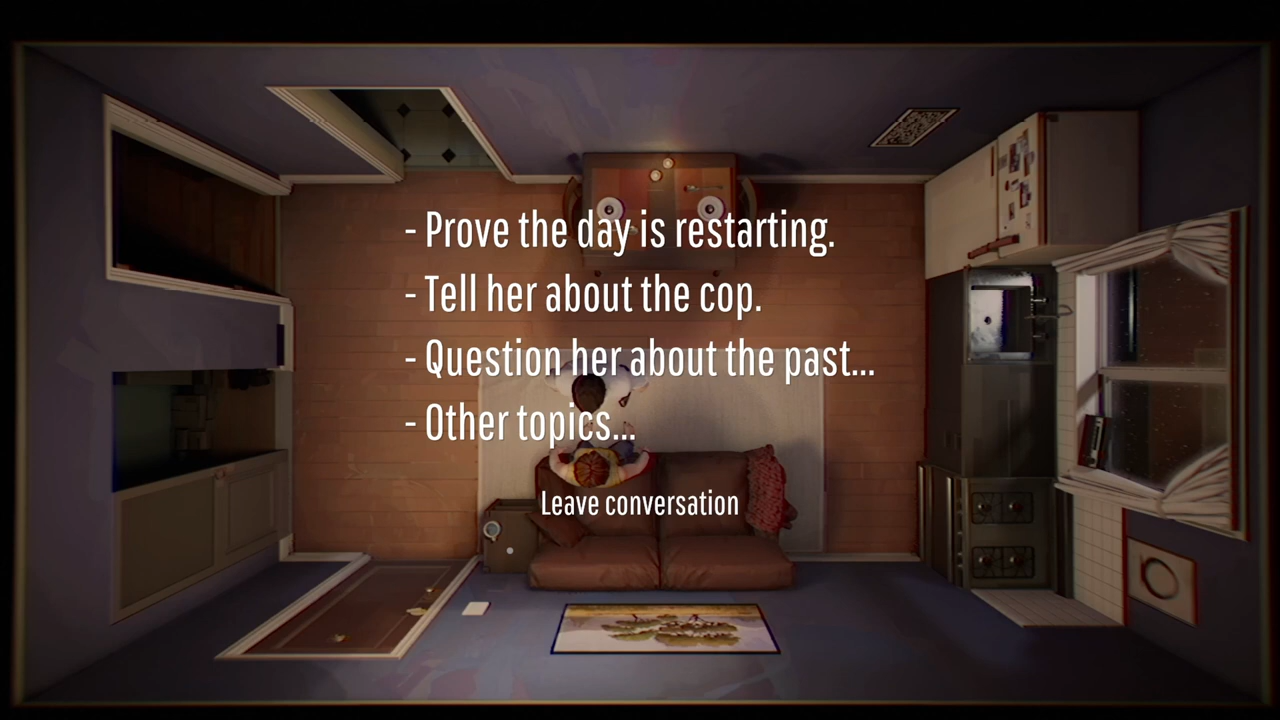 - Prove the day is restarting.
- Tell her about the cop.
- Question her about the past...
- Other topics...
Leave conversation